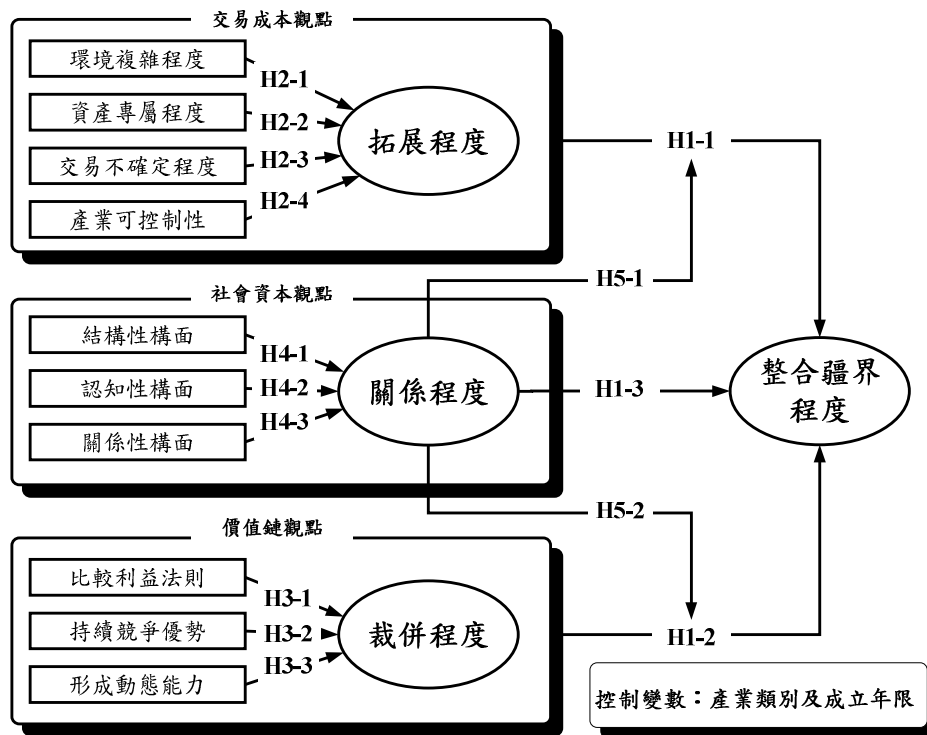 交易成本觀點
環境複雜程度
資產專屬程度
交易不確定程度
產業可控制性
H2-1
H2-2
H2-3
H2-4
拓展程度
H1-1
H5-1
社會資本觀點
結構性構面
認知性構面
關係性構面
H4-1
H4-2
H4-3
關係程度
H1-3
整合疆界
程度
H5-2
價值鏈觀點
比較利益法則
持續競爭優勢
形成動態能力
H3-1
H3-2
H3-3
裁併程度
H1-2
控制變數：產業類別及成立年限